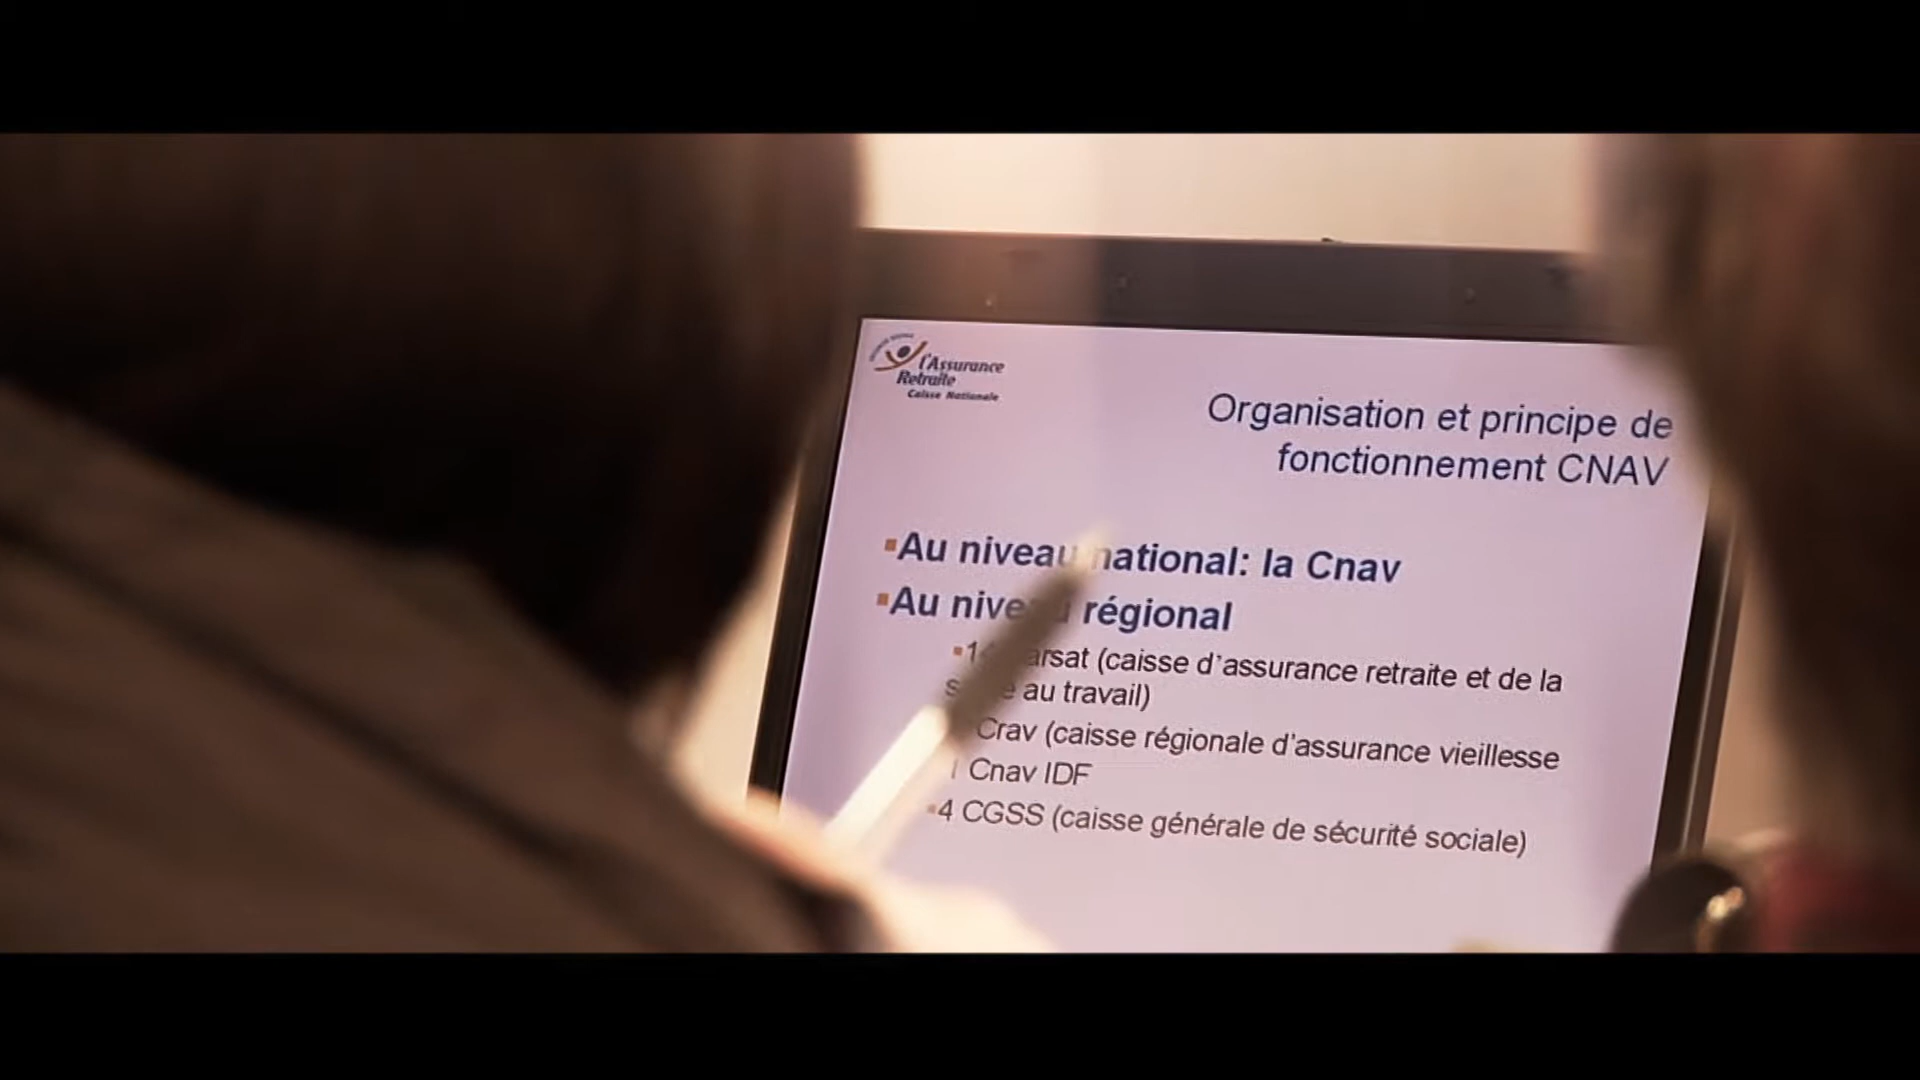 l'Assurance
Retraite
Caisse Nationale
Organisation et principe de
fonctionnement CNAV
Au niveau national: la Cnav
Au niveau régional
(caisse d'assurance retraite et de la
au travail)
Crav (caisse régionale d'assurance vieillesse
Cnav IDF
4 CGSS (caisse générale de sécurité sociale)